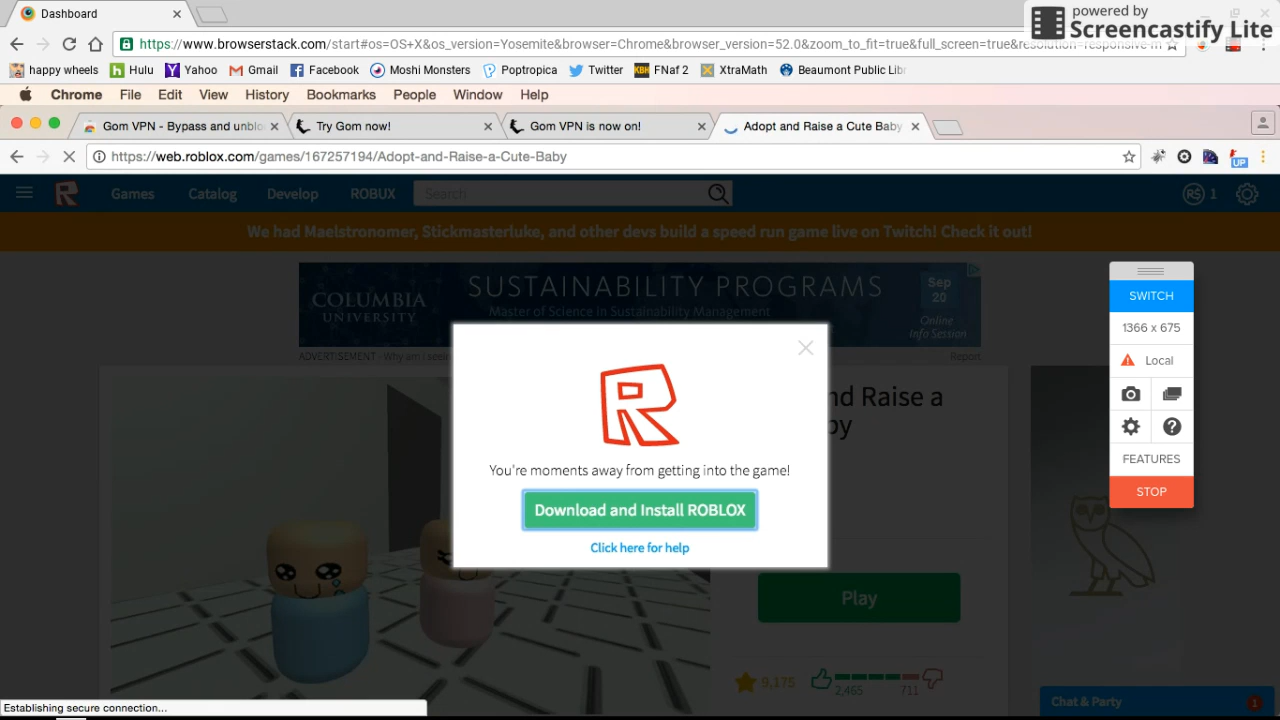 Dashboard
powered by
Screencastify Lite
https://www.browserstack.com/start#os=OS+X&os_version=Yosemite&browser=Chrome&browser_version=52.0&zoom_to_fit=true&full_screen=true&resolution=responsive-m
happy wheels
Hulu
Yahoo
Gmail
Facebook
Moshi Monsters
Poptropica
Twitter
KBH
FNaf 2
XtraMath
Beaumont Public Libr
Chrome File Edit View History Bookmarks People Window Help
Gom VPN - Bypass and unblo
Try Gom now!
Gom VPN is now on!
Adopt and Raise a Cute Baby
https://web.roblox.com/games/167257194/Adopt-and-Raise-a-Cute-Baby
UP
Games Catalog Develop ROBUX
Search
R$ 1
We had Maelstronomer, Stickmasterluke, and other devs build a speed run game live on Twitch! Check it out!
COLUMBIA
UNIVERSITY
SUSTAINABILITY PROGRAMS
Master of Science in Sustainability Management
Sep
20
Online
Info Session
ADVERTISEMENT - Why am I seein
Report
nd Raise a
by
R
You're moments away from getting into the game!
Download and Install ROBLOX
Click here for help
Play
9,175
2,465
711
SWITCH
1366 x 675
Local
FEATURES
STOP
Chat & Party
1
Establishing secure connection...